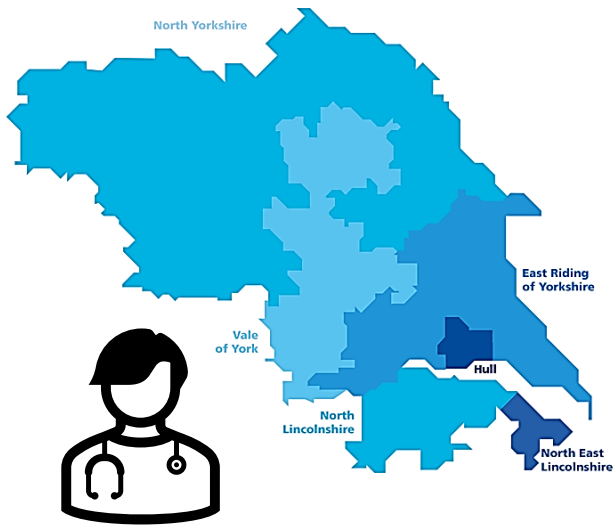 North Yorkshire
East Riding
of Yorkshire
Vale
of York
Hull
North
Lincolnshire
North East
Lincolnshire